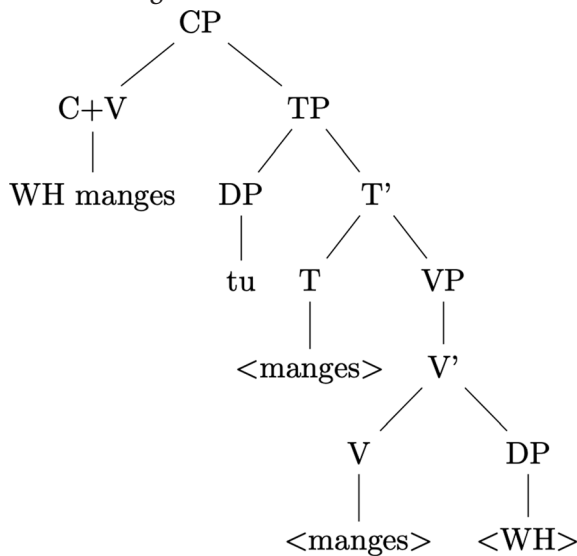 CP
C+V TP
WH manges DP T'
tu T VP
<manges> V'
V DP
<manges> <WH>